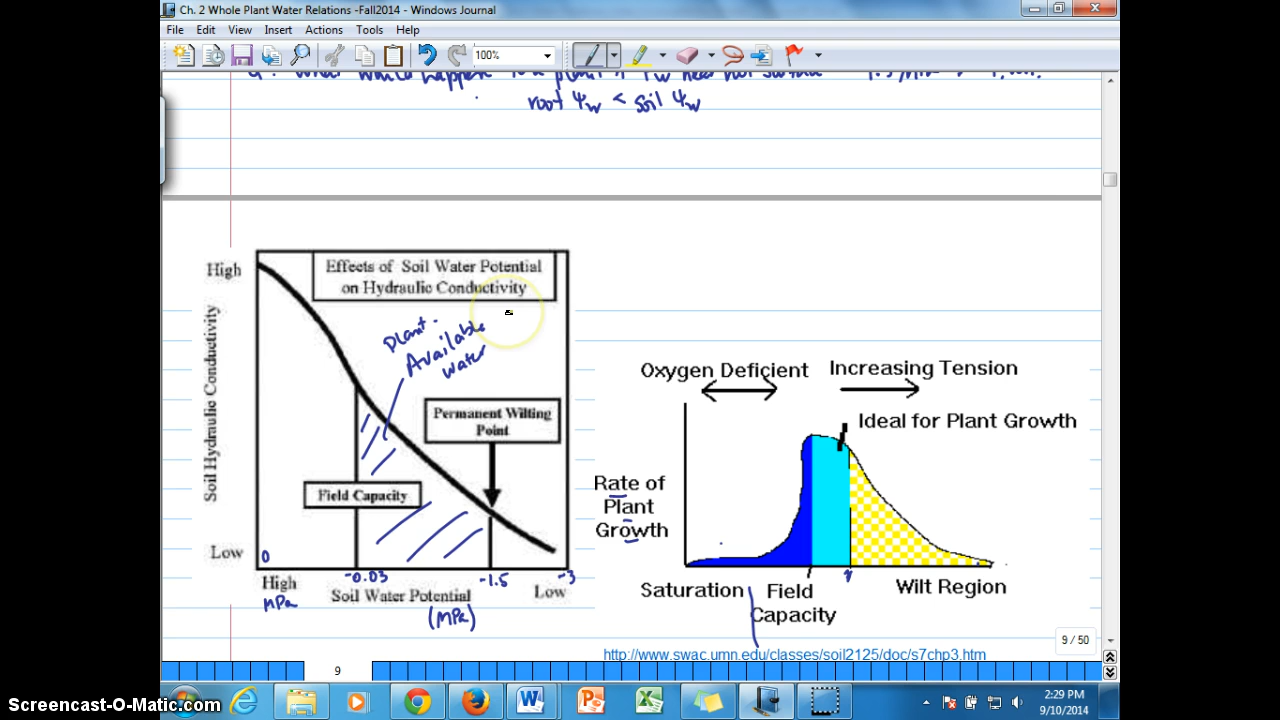 Ch. 2 Whole Plant Water Relations -Fall2014 - Windows Journal
File Edit View Insert Actions Tools Help
100%
root Ψw < soil Ψw
Effects of Soil Water Potential
on Hydraulic Conductivity
High
Soil Hydraulic Conductivity
Low
Plant
Available
Water
Permanent Wilting
Point
Field Capacity
0
-0.03
-1.5
-3
High
MPa
Soil Water Potential
Low
(MPa)
Oxygen Deficient
Increasing Tension
Ideal for Plant Growth
Rate of
Plant
Growth
Saturation
Field
Capacity
Wilt Region
http://www.swac.umn.edu/classes/soil2125/doc/s7chp3.htm
9 / 50
9
Screencast-O-Matic.com
2:29 PM
9/10/2014